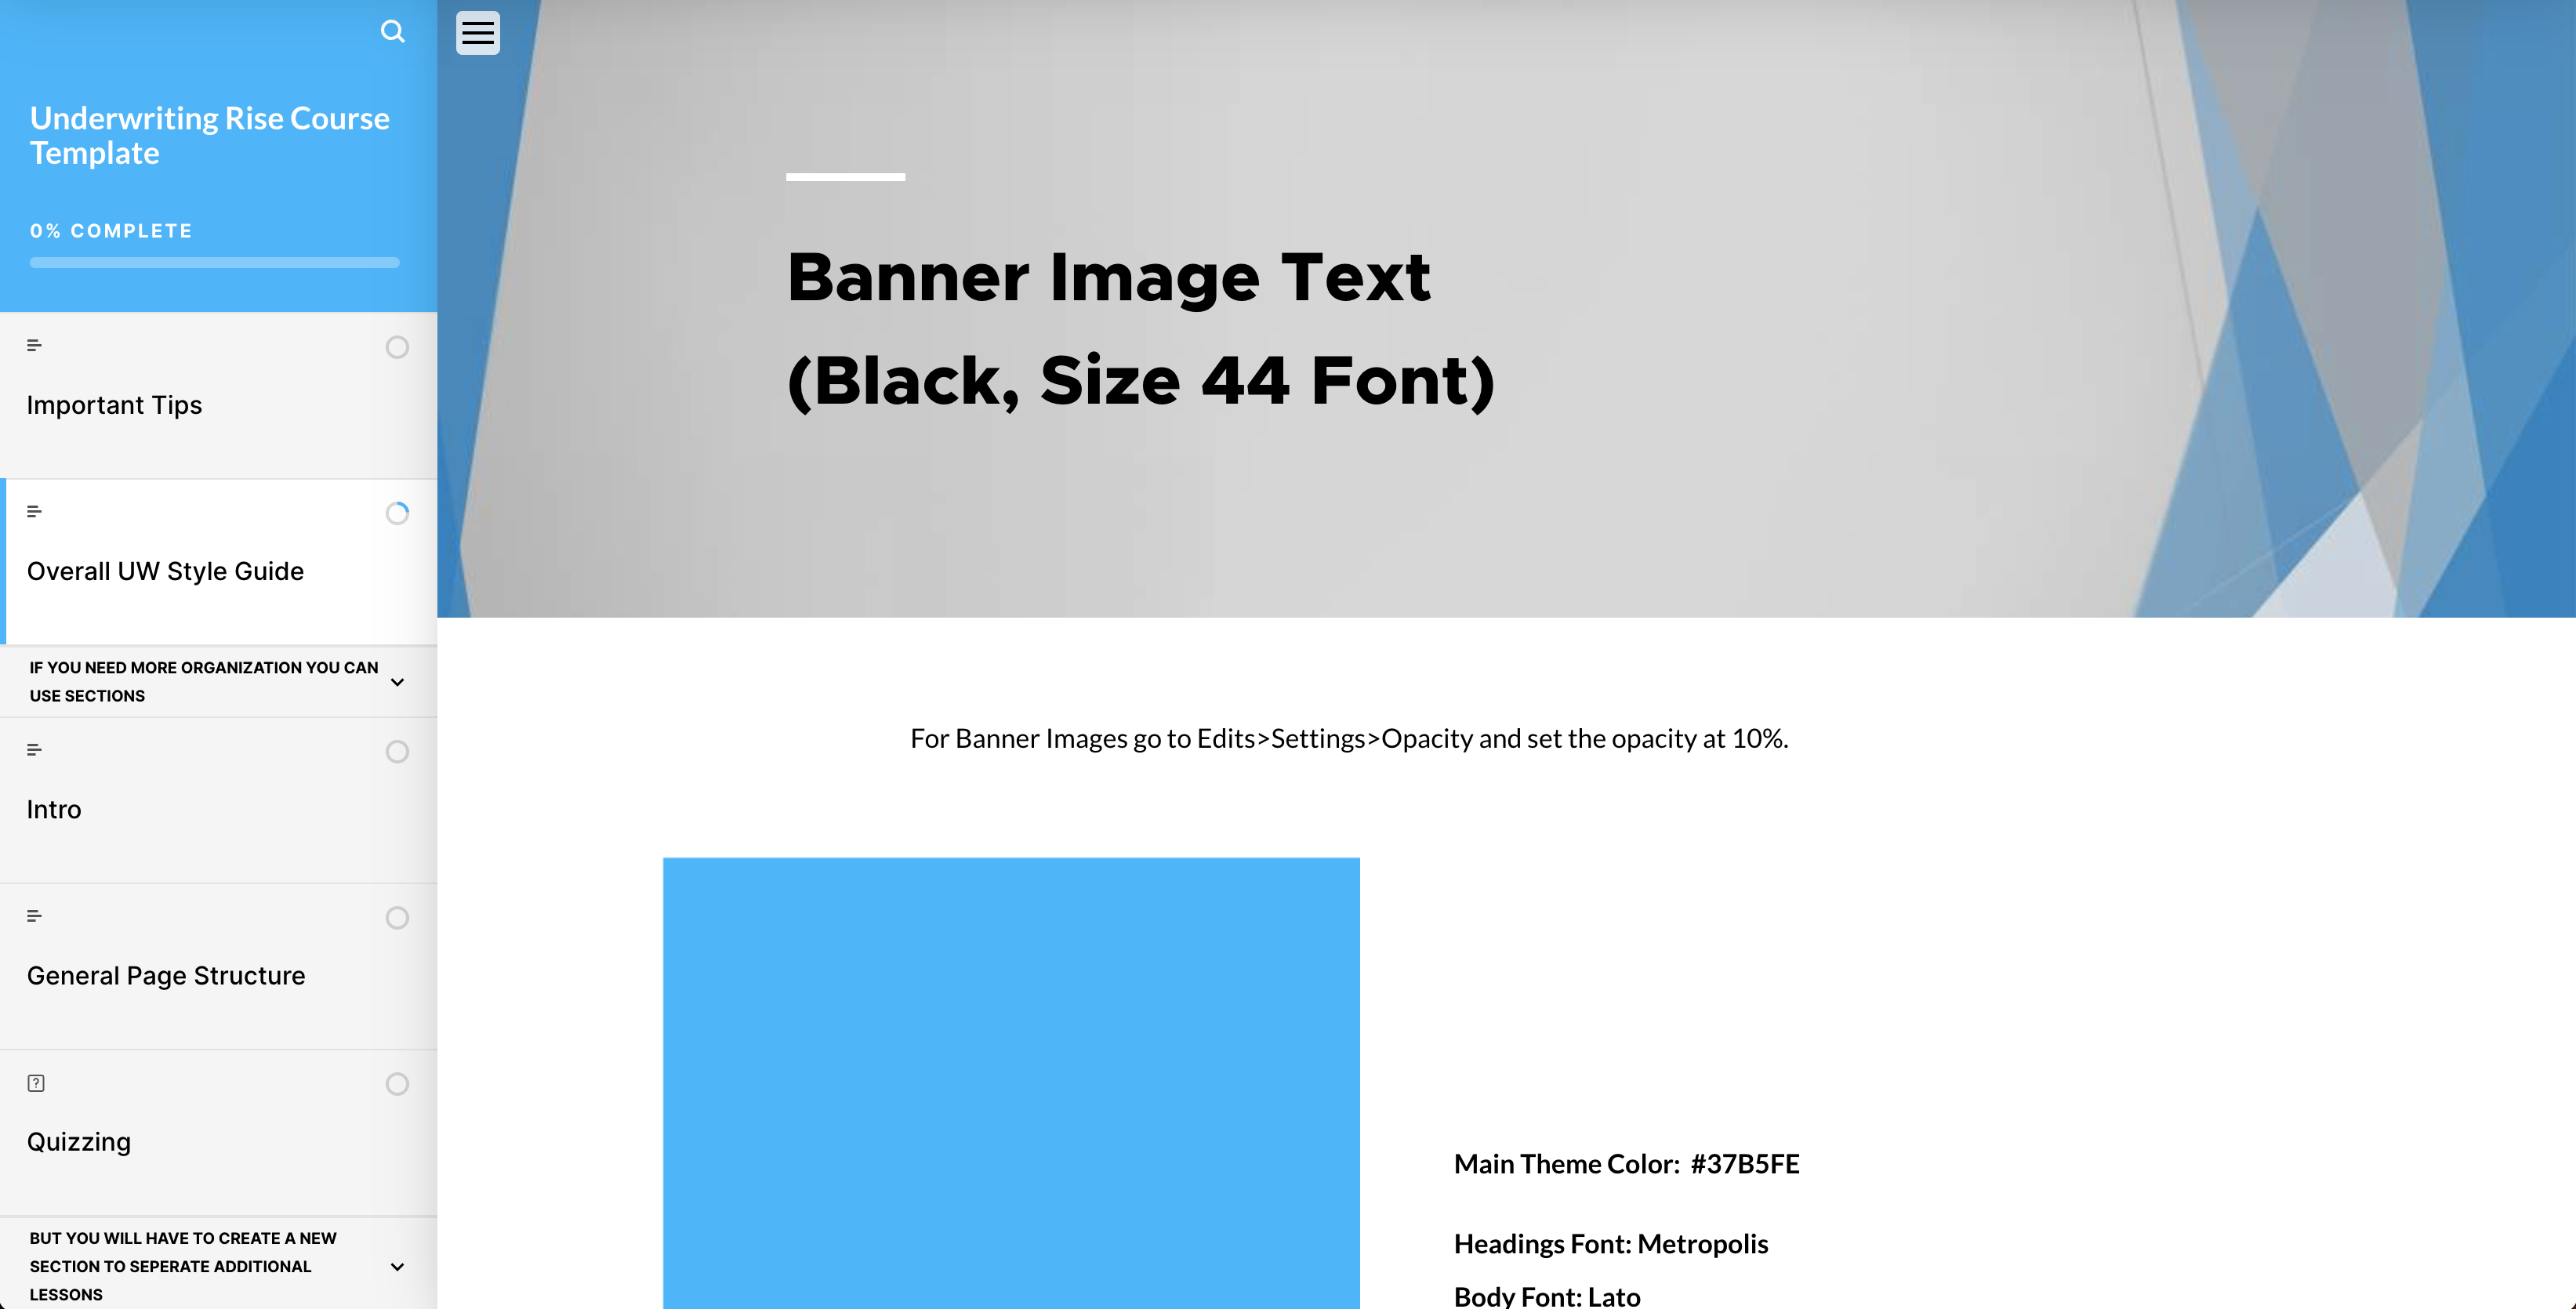 Underwriting Rise Course
Template
0% COMPLETE
Important Tips
Overall UW Style Guide
IF YOU NEED MORE ORGANIZATION YOU CAN
USE SECTIONS
Intro
General Page Structure
?
Quizzing
BUT YOU WILL HAVE TO CREATE A NEW
SECTION TO SEPERATE ADDITIONAL
LESSONS
Banner Image Text
(Black, Size 44 Font)
For Banner Images go to Edits>Settings>Opacity and set the opacity at 10%.
Main Theme Color:  #37B5FE
Headings Font: Metropolis
Body Font: Lato